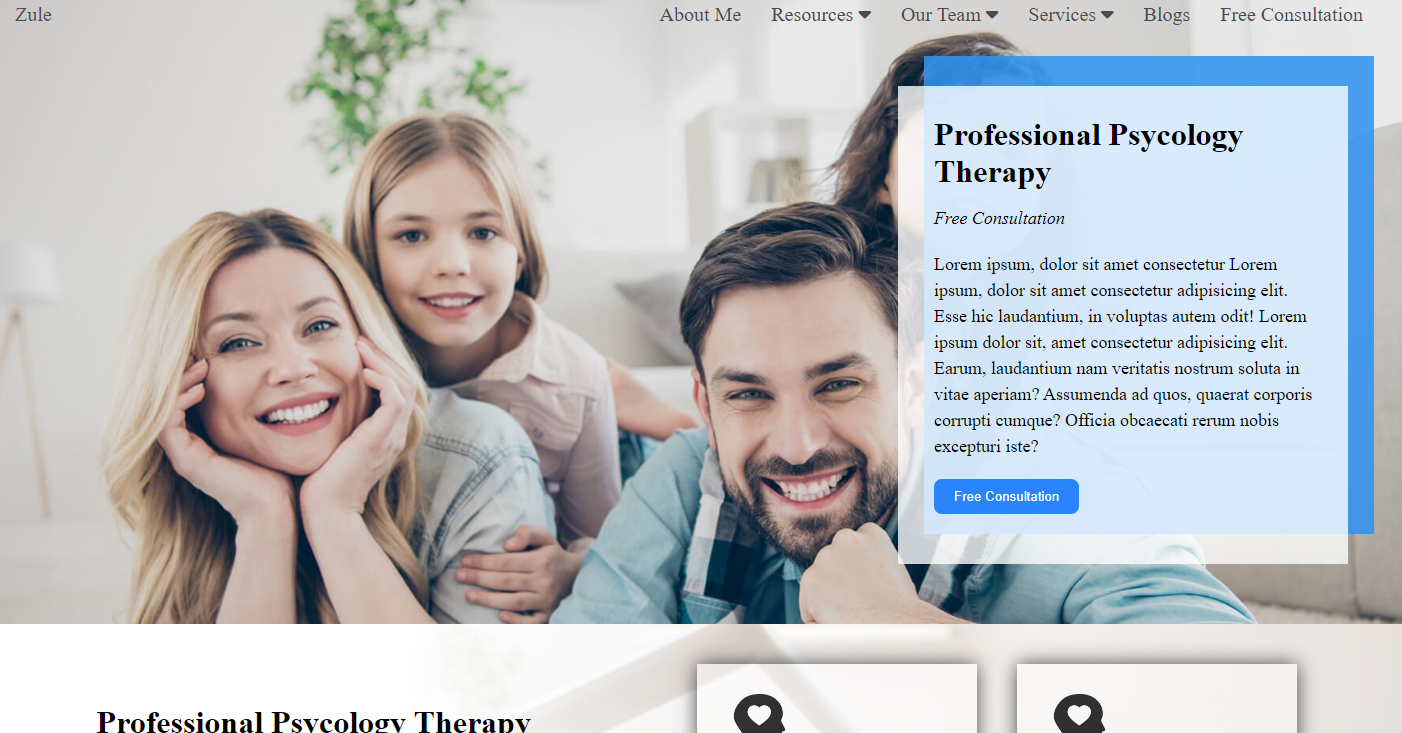 Zule
About Me Resources Our Team Services Blogs Free Consultation
Professional Psycology
Therapy
Free Consultation
Lorem ipsum, dolor sit amet consectetur Lorem
ipsum, dolor sit amet consectetur adipisicing elit.
Esse hic laudantium, in voluptas autem odit! Lorem
ipsum dolor sit, amet consectetur adipisicing elit.
Earum, laudantium nam veritatis nostrum soluta in
vitae aperiam? Assumenda ad quos, quaerat corporis
corrupti cumque? Officia obcaecati rerum nobis
excepturi iste?
Free Consultation
Professional Psycology Therapy